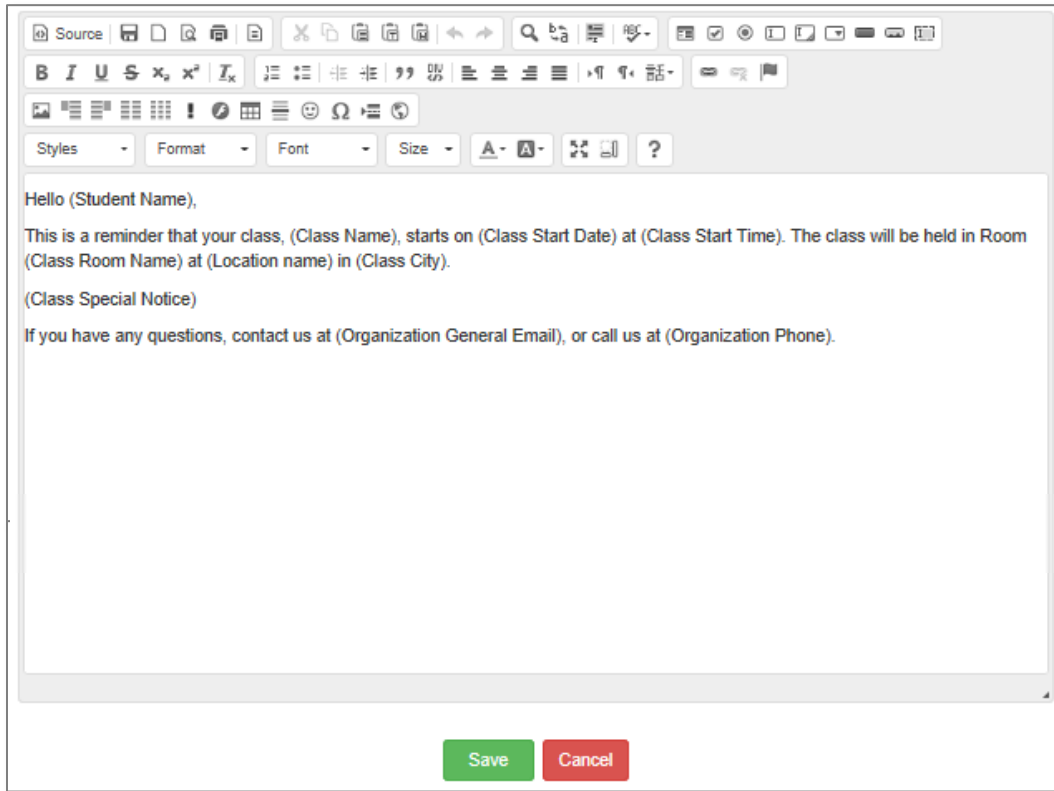 Source
Styles Format Font Size ?
Hello (Student Name),
This is a reminder that your class, (Class Name), starts on (Class Start Date) at (Class Start Time). The class will be held in Room
(Class Room Name) at (Location name) in (Class City).
(Class Special Notice)
If you have any questions, contact us at (Organization General Email), or call us at (Organization Phone).
Save Cancel